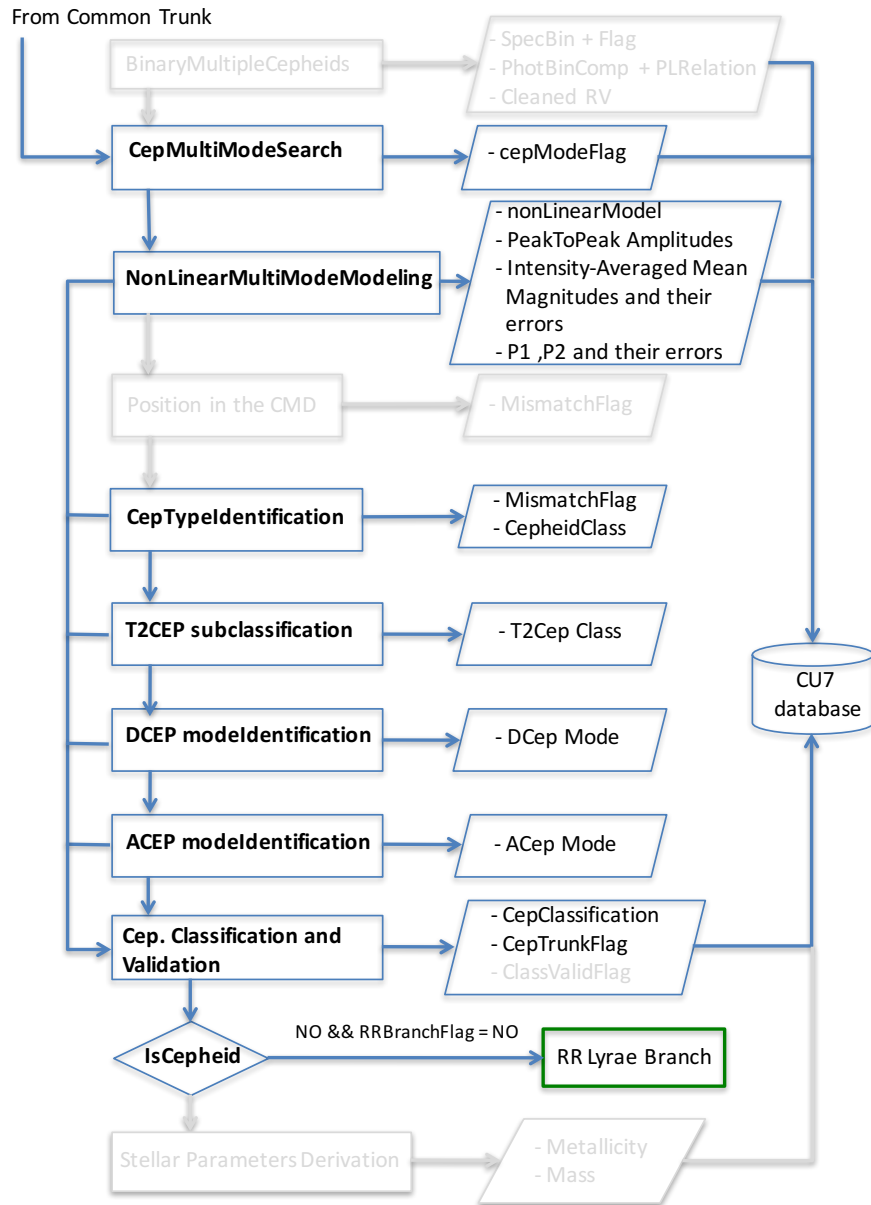 From Common Trunk
BinaryMultipleCepheids
- SpecBin + Flag
- PhotBinComp + PLRelation
- Cleaned RV
CepMultiModeSearch
- cepModeFlag
NonLinearMultiModeModeling
- nonLinearModel
- PeakToPeak Amplitudes
- Intensity-Averaged Mean
Magnitudes and their
errors
- P1 ,P2 and their errors
Position in the CMD
- MismatchFlag
CepTypeIdentification
- MismatchFlag
- CepheidClass
T2CEP subclassification
- T2Cep Class
CU7
database
DCEP modeIdentification
- DCep Mode
ACEP modeIdentification
- ACep Mode
Cep. Classification and
Validation
- CepClassification
- CepTrunkFlag
- ClassValidFlag
IsCepheid
NO && RRBranchFlag = NO
RR Lyrae Branch
Stellar Parameters Derivation
- Metallicity
- Mass